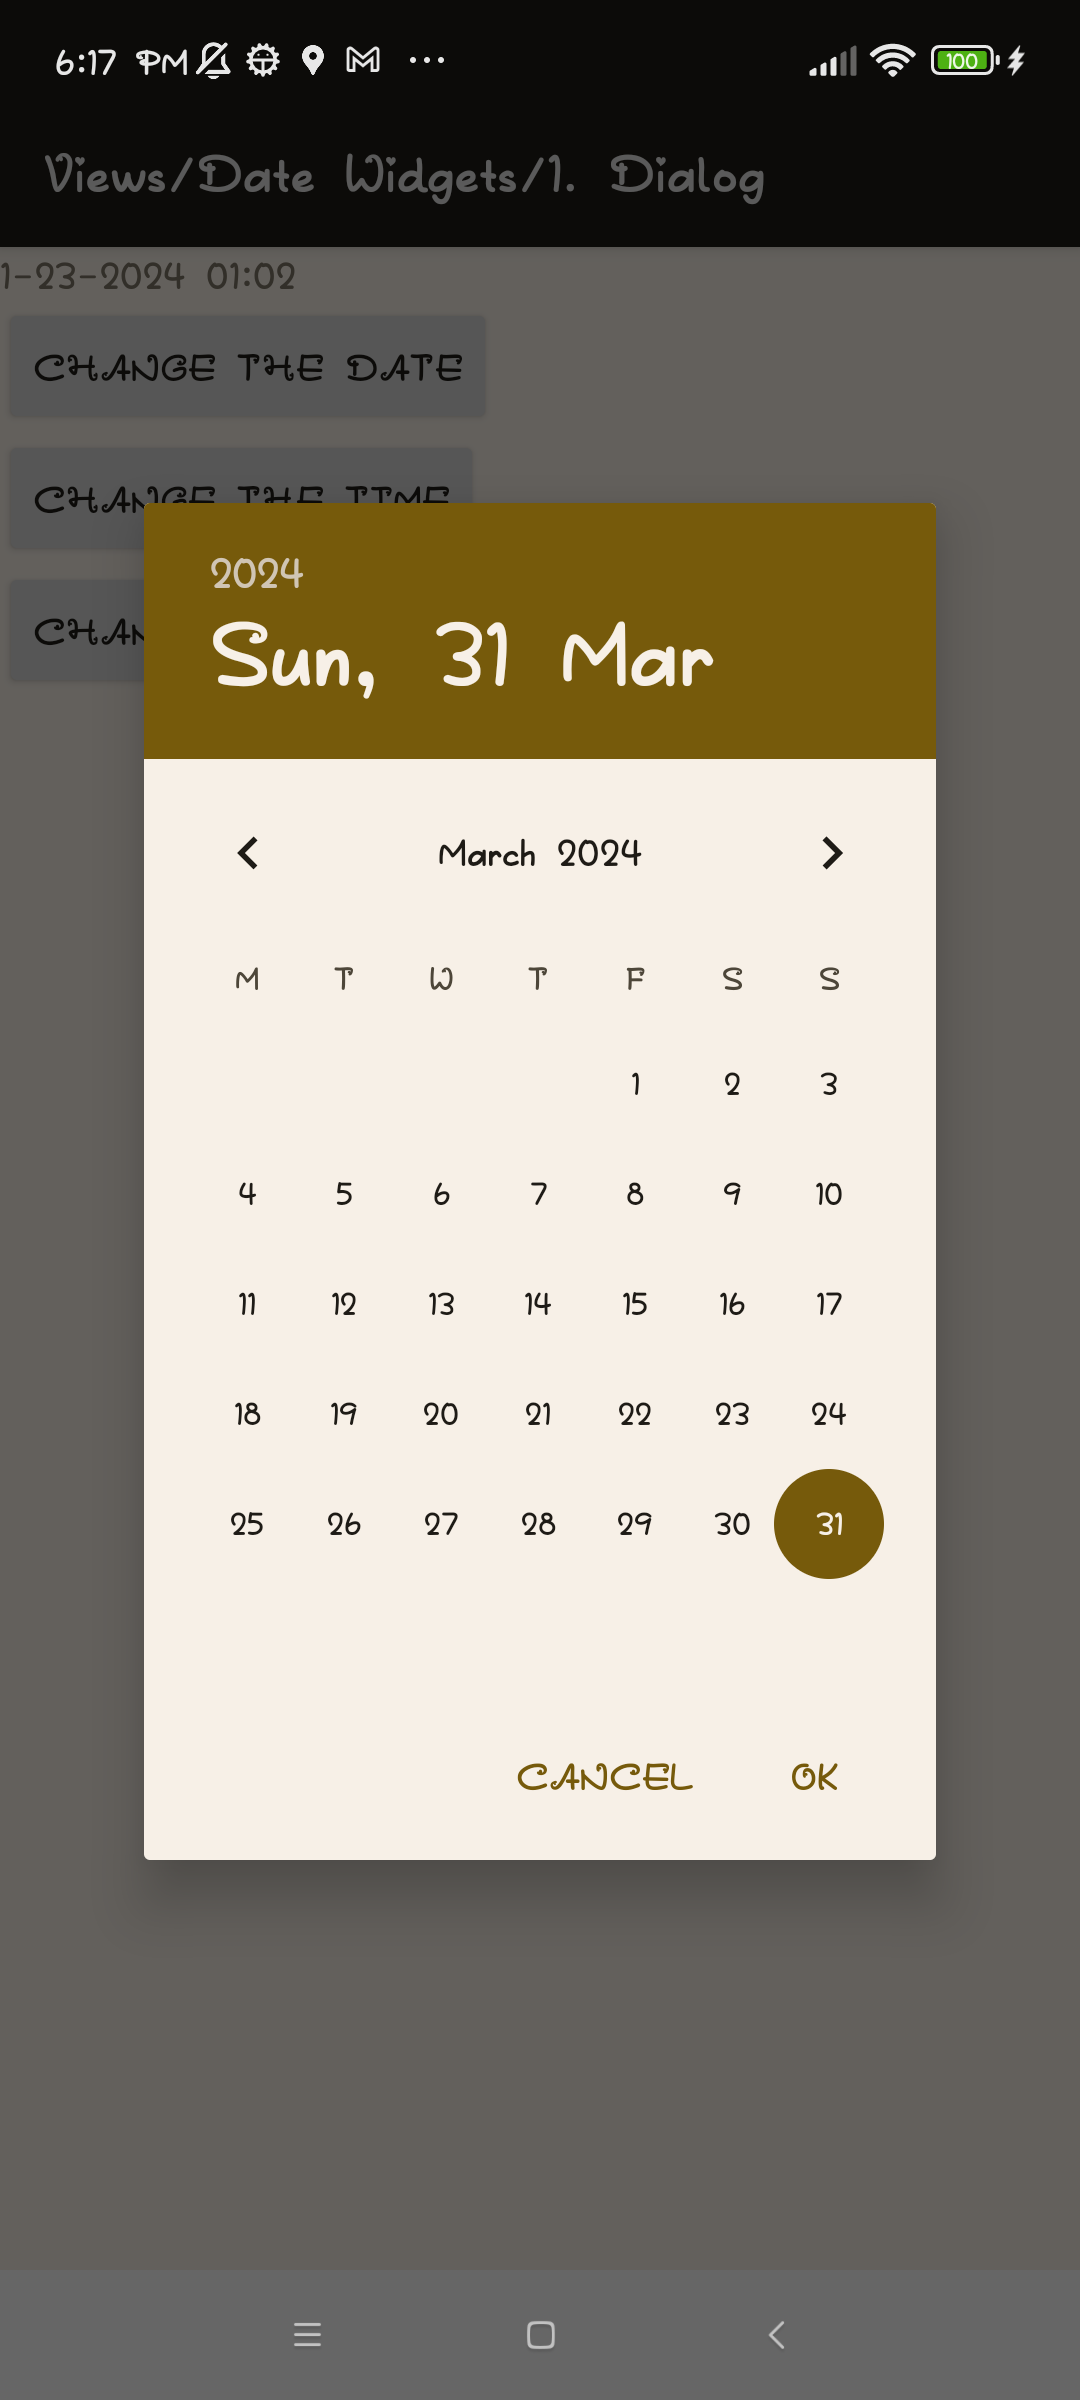 6:17 PM
100
Views/Date Widgets/1. Dialog
1-23-2024 01:02
CHANGE THE DATE
CHANGE THE TIME
CHAN
2024
Sun, 31 Mar
March 2024
M T W T F S S
1 2 3
4 5 6 7 8 9 10
11 12 13 14 15 16 17
18 19 20 21 22 23 24
25 26 27 28 29 30 31
CANCEL OK